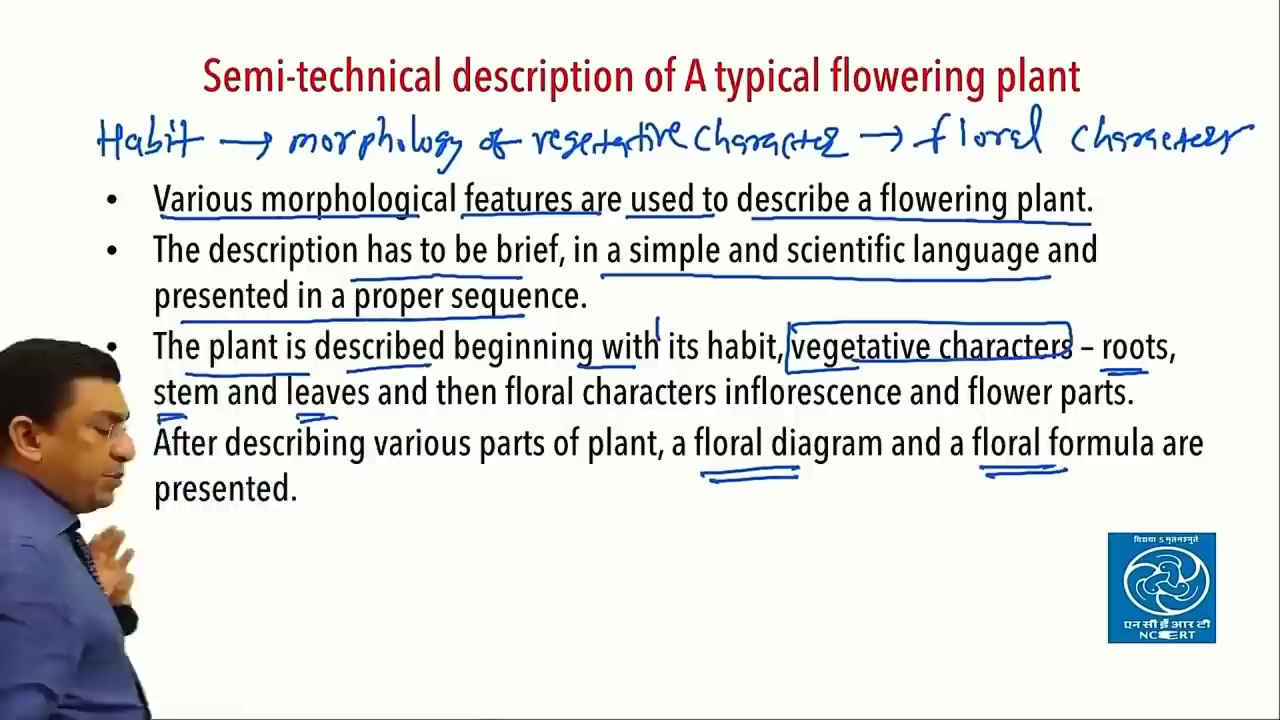 Semi-technical description of A typical flowering plant
Habit → morphology of vegetative character → floral characters
• Various morphological features are used to describe a flowering plant.
• The description has to be brief, in a simple and scientific language and
presented in a proper sequence.
• The plant is described beginning with its habit, vegetative characters – roots,
stem and leaves and then floral characters inflorescence and flower parts.
After describing various parts of plant, a floral diagram and a floral formula are
presented.
एन सी ई आर टी
NCERT